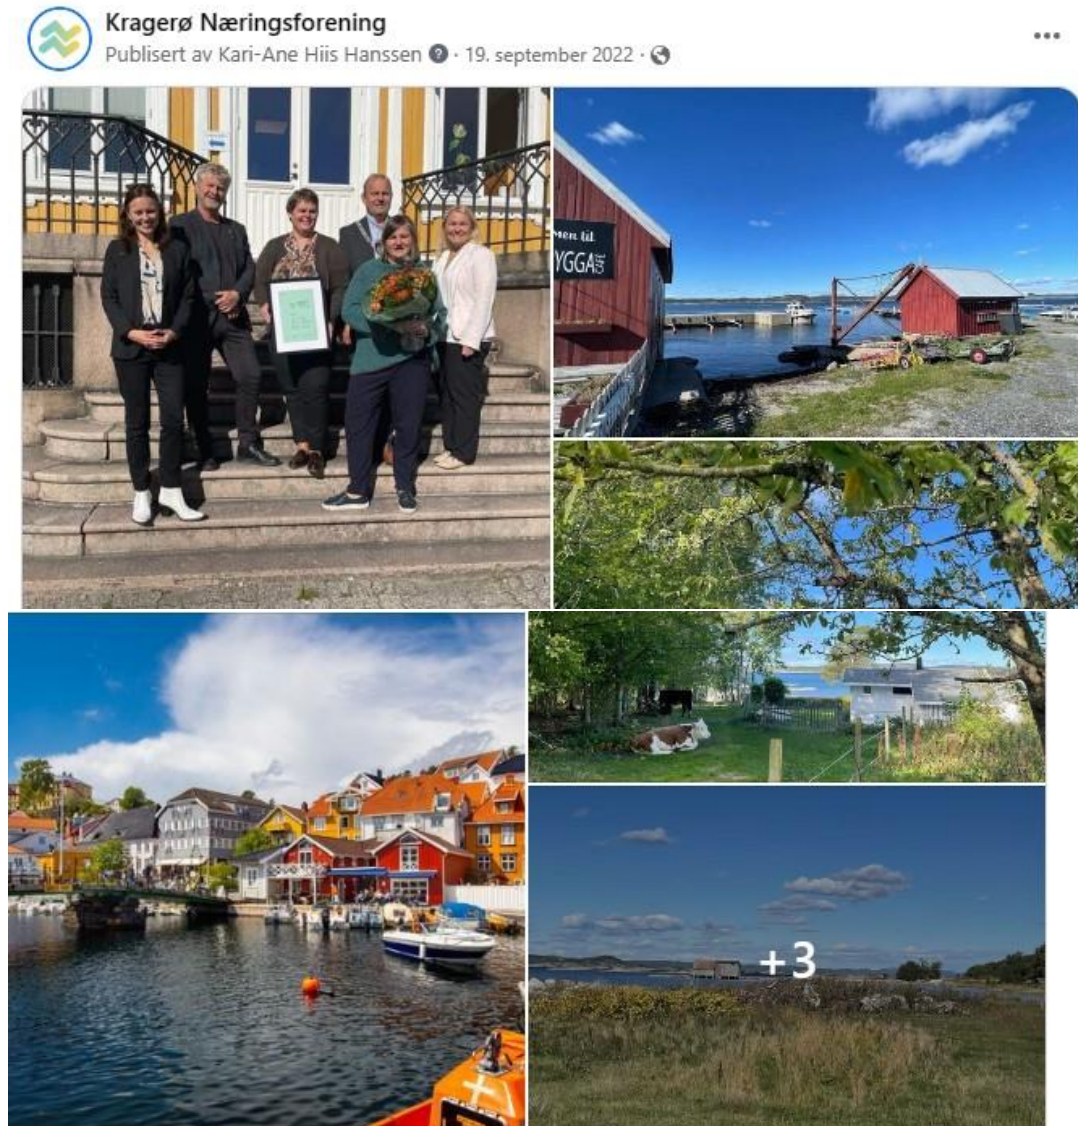 Kragerø Næringsforening
Publisert av Kari-Ane Hiis Hanssen · 19. september 2022 ·
men til
YGGA
+3